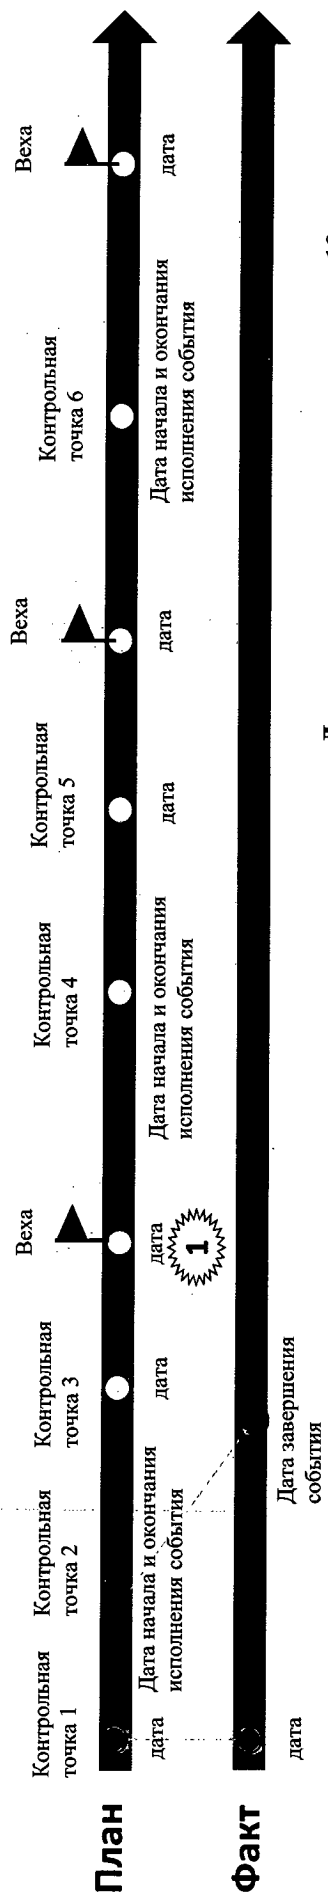 Контрольная
точка 1
Контрольная
точка 2
Контрольная
точка 3
Веха
Контрольная
точка 4
Контрольная
точка 5
Веха
Контрольная
точка 6
Веха
План
дата
Дата начала и окончания
исполнения события
дата
дата
1
Дата начала и окончания
исполнения события
дата
дата
Дата начала и окончания
исполнения события
дата
Факт
дата
Дата завершения
события